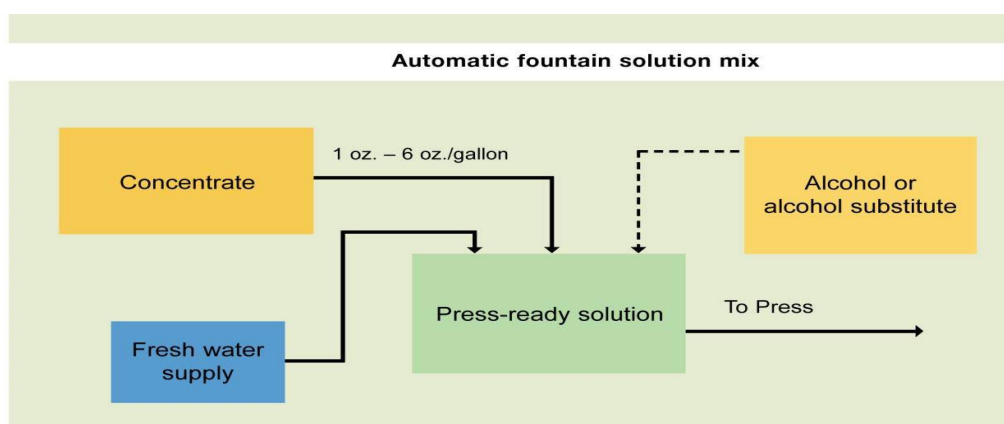 Automatic fountain solution mix
1 oz. – 6 oz./gallon
Concentrate
Alcohol or
alcohol substitute
Press-ready solution
To Press
Fresh water
supply